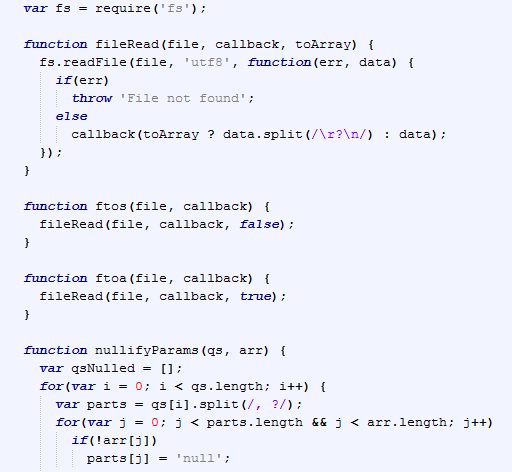 var fs = require('fs');

function fileRead(file, callback, toArray) {
  fs.readFile(file, 'utf8', function(err, data) {
    if(err)
      throw 'File not found';
    else
      callback(toArray ? data.split(/\r?\n/) : data);
  });
}

function ftos(file, callback) {
  fileRead(file, callback, false);
}

function ftoa(file, callback) {
  fileRead(file, callback, true);
}

function nullifyParams(qs, arr) {
  var qsNulled = [];
  for(var i = 0; i < qs.length; i++) {
    var parts = qs[i].split(/, ?/);
    for(var j = 0; j < parts.length && j < arr.length; j++)
      if(!arr[j])
        parts[j] = 'null';